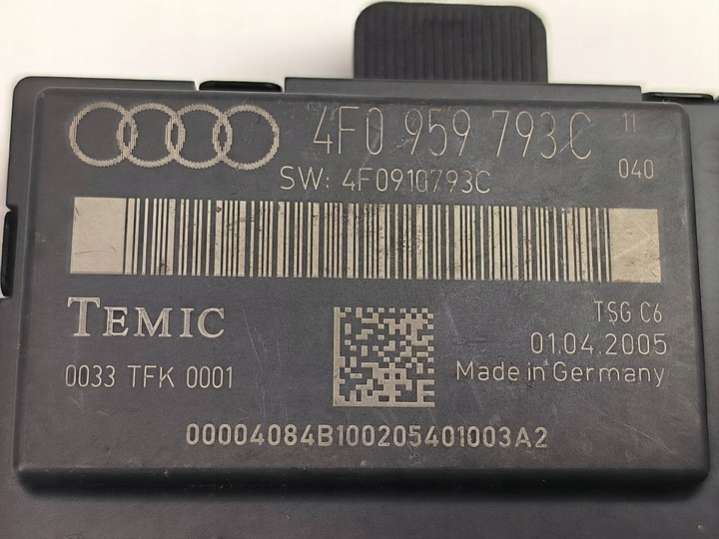 4F0 959 793C 11
040
SW: 4F0910793C
TEMIC
TSG C6
01.04.2005
0033 TFK 0001
Made in Germany
00004084B100205401003A2